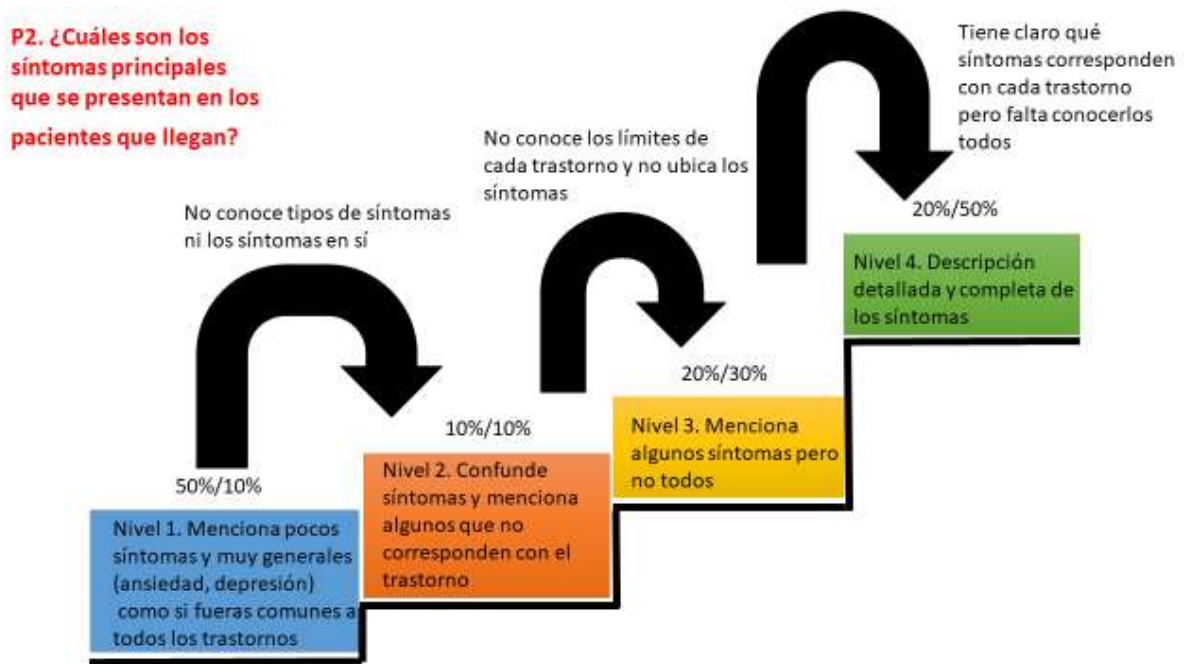 P2. ¿Cuáles son los
síntomas principales
que se presentan en los
pacientes que llegan?
No conoce tipos de síntomas
ni los síntomas en sí
No conoce los límites de
cada trastorno y no ubica los
síntomas
Tiene claro qué
síntomas corresponden
con cada trastorno
pero falta conocerlos
todos
50%/10%
Nivel 1. Menciona pocos
síntomas y muy generales
(ansiedad, depresión)
como si fueras comunes a
todos los trastornos
10%/10%
Nivel 2. Confunde
síntomas y menciona
algunos que no
corresponden con el
trastorno
20%/30%
Nivel 3. Menciona
algunos síntomas pero
no todos
20%/50%
Nivel 4. Descripción
detallada y completa de
los síntomas